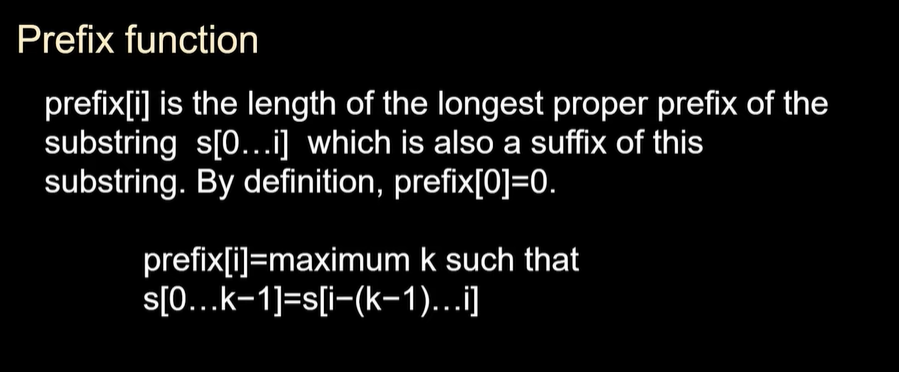 Prefix function
prefix[i] is the length of the longest proper prefix of the
substring s[0…i] which is also a suffix of this
substring. By definition, prefix[0]=0.
prefix[i]=maximum k such that
s[0…k−1]=s[i−(k−1)…i]